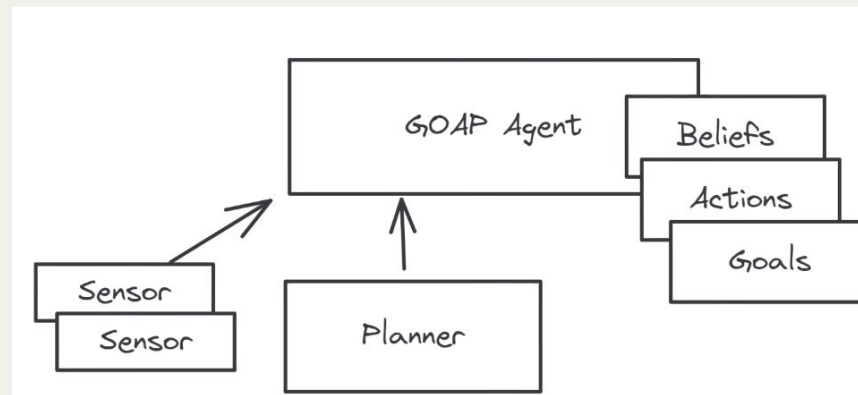 GOAP Agent
Beliefs
Actions
Goals
Sensor
Sensor
Planner